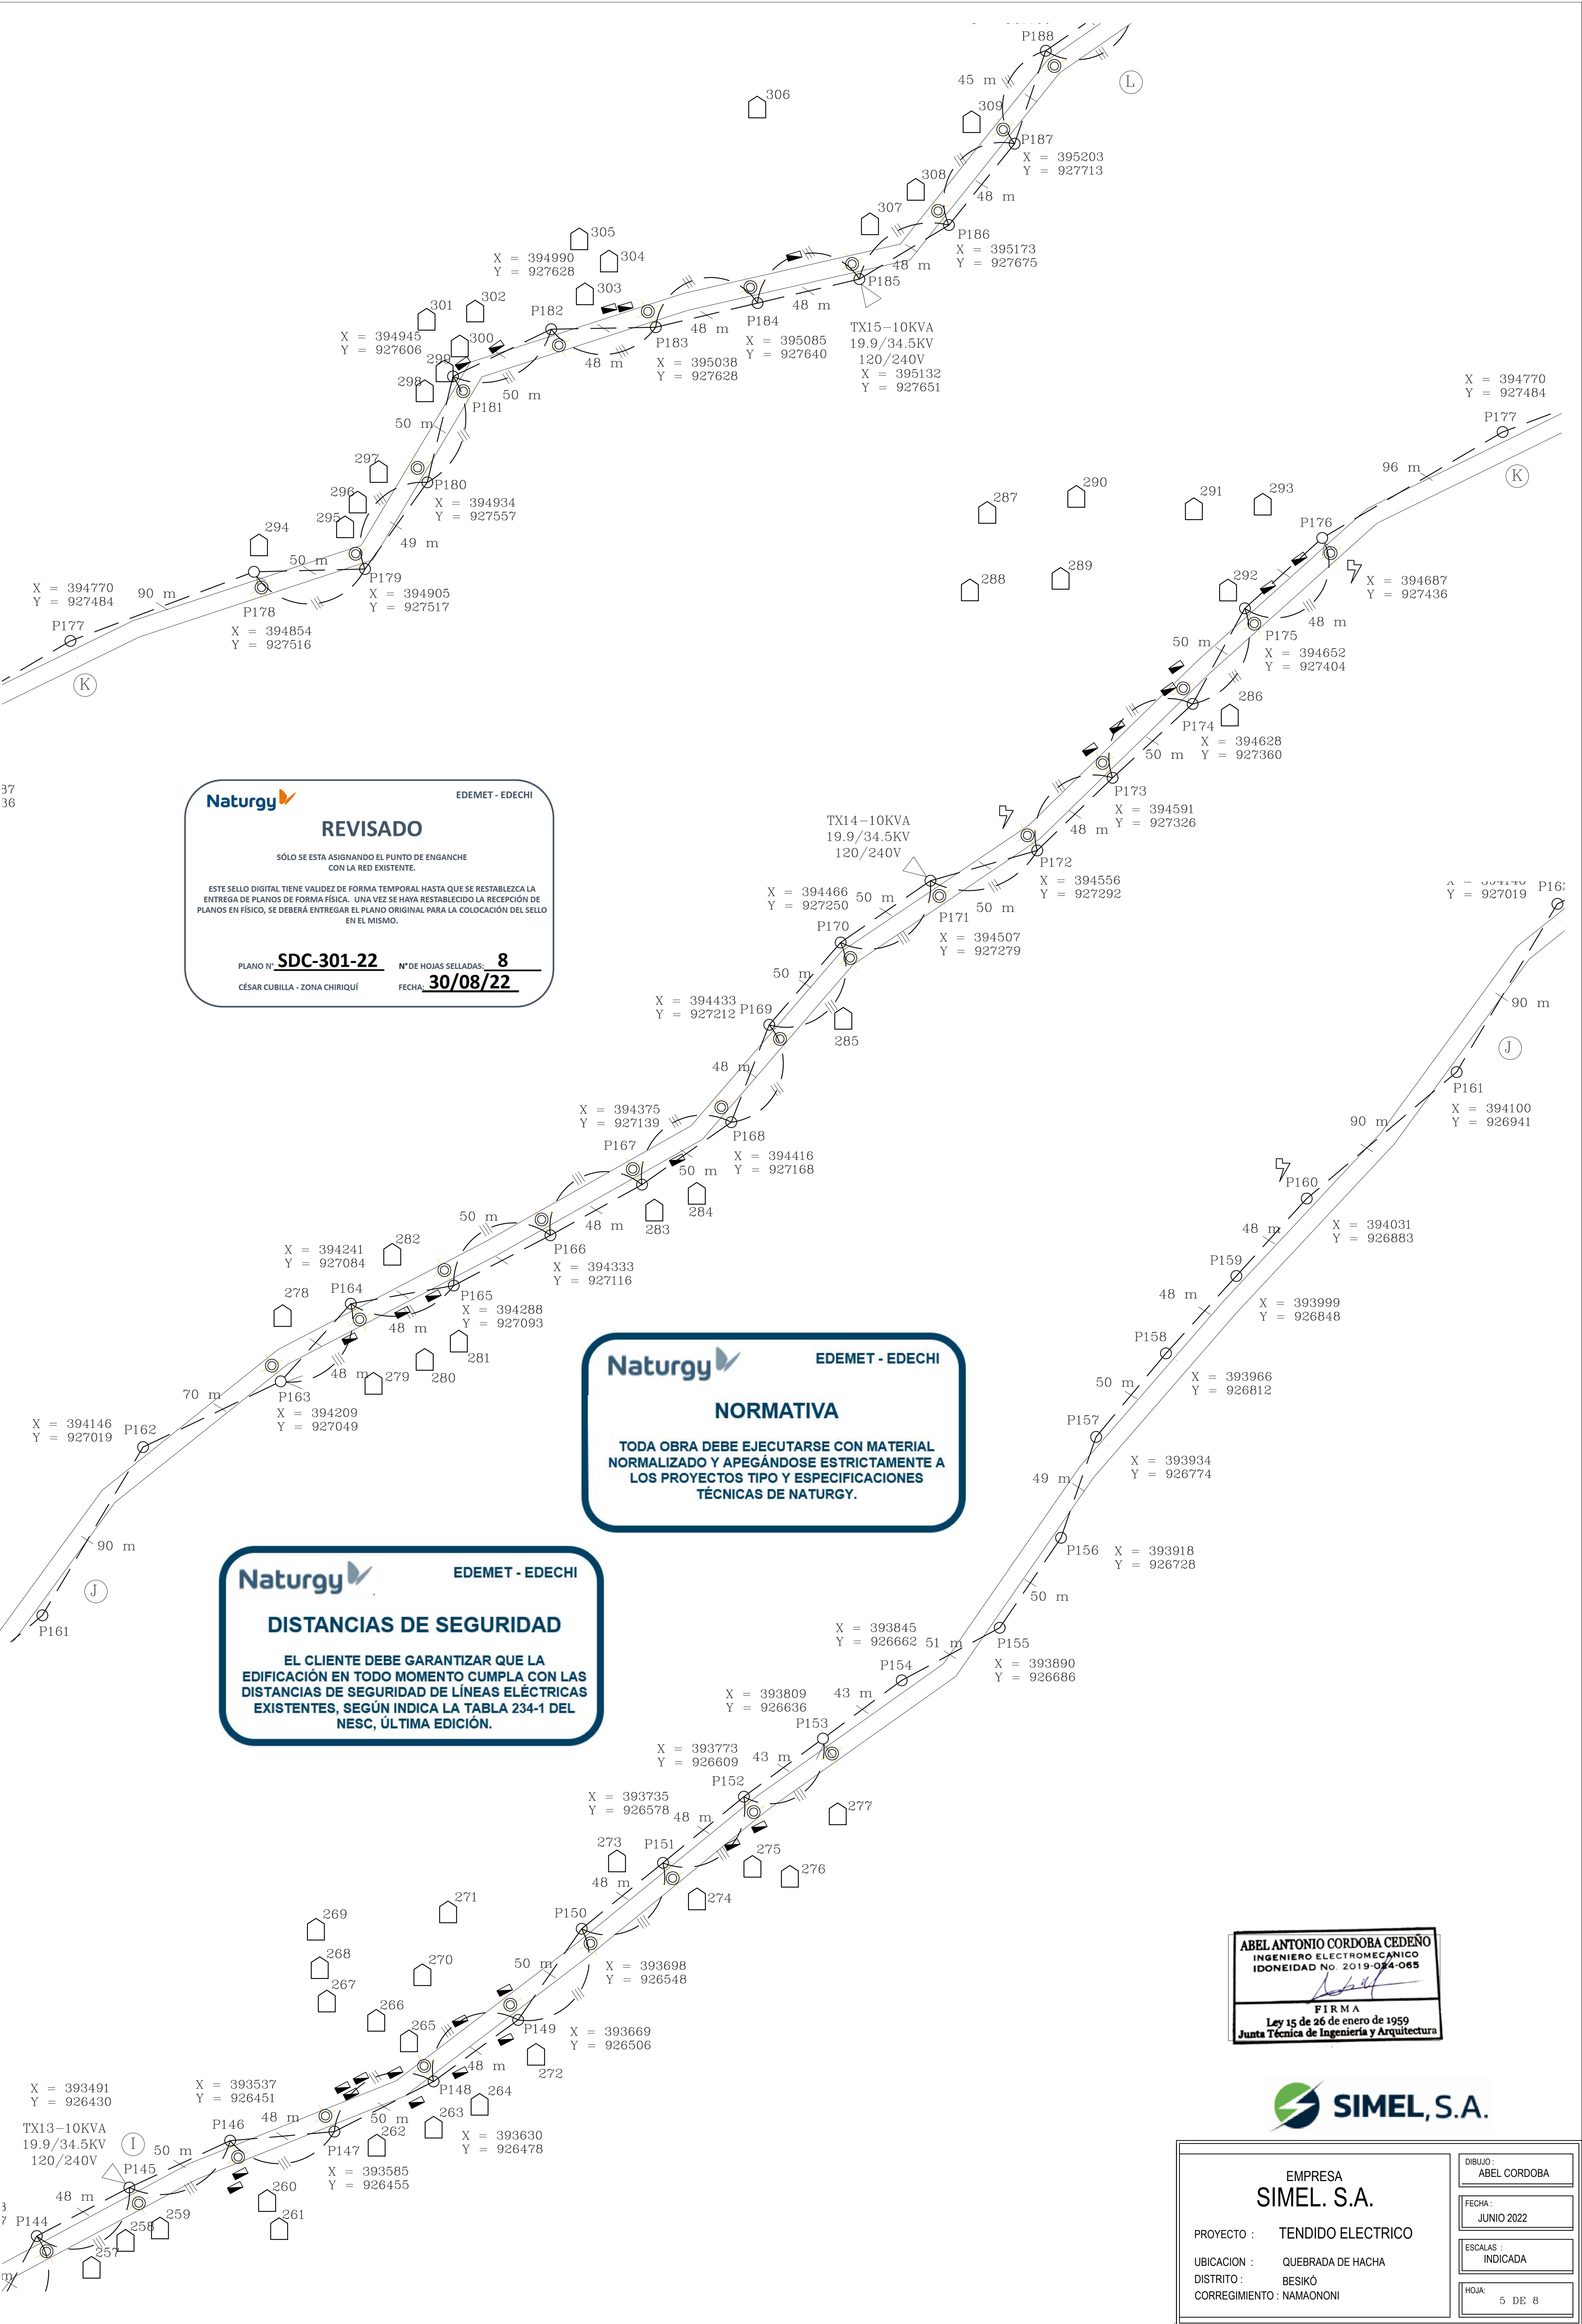 P188
45 m
L
306
309
P187
X = 395203
Y = 927713
308
48 m
307
P186
X = 395173
Y = 927675
305
304
X = 394990
Y = 927628
48 m
P185
303
302
301
P182
48 m
P184
48 m
P183
TX15-10KVA
19.9/34.5KV
120/240V
X = 395132
Y = 927651
X = 394945
Y = 927606
300
X = 395085
Y = 927640
299
48 m
X = 395038
Y = 927628
298
50 m
P181
X = 394770
Y = 927484
P177
50 m
297
96 m
K
P180
296
X = 394934
Y = 927557
295
290
287
291
293
294
P176
49 m
50 m
P179
X = 394905
Y = 927517
X = 394770
Y = 927484
90 m
289
288
292
X = 394687
Y = 927436
P178
X = 394854
Y = 927516
P177
48 m
P175
50 m
X = 394652
Y = 927404
K
286
P174
X = 394628
Y = 927360
50 m
37
36
Naturgy
EDEMET - EDECHI
REVISADO
SÓLO SE ESTA ASIGNANDO EL PUNTO DE ENGANCHE
CON LA RED EXISTENTE.
ESTE SELLO DIGITAL TIENE VALIDEZ DE FORMA TEMPORAL HASTA QUE SE RESTABLEZCA LA
ENTREGA DE PLANOS DE FORMA FÍSICA. UNA VEZ SE HAYA RESTABLECIDO LA RECEPCIÓN DE
PLANOS EN FÍSICO, SE DEBERÁ ENTREGAR EL PLANO ORIGINAL PARA LA COLOCACIÓN DEL SELLO
EN EL MISMO.
PLANO N° SDC-301-22 N°DE HOJAS SELLADAS: 8
CÉSAR CUBILLA - ZONA CHIRIQUÍ FECHA: 30/08/22
P173
X = 394591
Y = 927326
TX14-10KVA
19.9/34.5KV
120/240V
48 m
P172
X = 394556
Y = 927292
X = 394466
Y = 927250
50 m
50 m
P171
X = 394507
Y = 927279
Y = 927019
P170
50 m
X = 394433
Y = 927212
P169
285
90 m
J
48 m
P161
X = 394100
Y = 926941
X = 394375
Y = 927139
P168
90 m
P167
X = 394416
Y = 927168
50 m
P160
284
283
50 m
48 m
48 m
X = 394031
Y = 926883
282
P166
X = 394333
Y = 927116
X = 394241
Y = 927084
P159
278
P164
P165
X = 394288
Y = 927093
48 m
X = 393999
Y = 926848
48 m
P158
281
280
279
48 m
P163
X = 394209
Y = 927049
70 m
50 m
X = 393966
Y = 926812
X = 394146
Y = 927019
P162
P157
X = 393934
Y = 926774
49 m
Naturgy
EDEMET - EDECHI
NORMATIVA
TODA OBRA DEBE EJECUTARSE CON MATERIAL
NORMALIZADO Y APEGÁNDOSE ESTRICTAMENTE A
LOS PROYECTOS TIPO Y ESPECIFICACIONES
TÉCNICAS DE NATURGY.
90 m
J
P161
P156
X = 393918
Y = 926728
50 m
Naturgy
EDEMET - EDECHI
DISTANCIAS DE SEGURIDAD
EL CLIENTE DEBE GARANTIZAR QUE LA
EDIFICACIÓN EN TODO MOMENTO CUMPLA CON LAS
DISTANCIAS DE SEGURIDAD DE LÍNEAS ELÉCTRICAS
EXISTENTES, SEGÚN INDICA LA TABLA 234-1 DEL
NESC, ÚLTIMA EDICIÓN.
X = 393845
Y = 926662
51 m
P155
X = 393890
Y = 926686
P154
X = 393809
Y = 926636
43 m
P153
X = 393773
Y = 926609
43 m
P152
X = 393735
Y = 926578
48 m
277
273
P151
275
276
48 m
274
271
269
P150
268
270
50 m
X = 393698
Y = 926548
267
266
265
P149
X = 393669
Y = 926506
48 m
272
X = 393491
Y = 926430
X = 393537
Y = 926451
P148
264
263
TX13-10KVA
19.9/34.5KV
120/240V
I
P146
48 m
50 m
262
X = 393630
Y = 926478
50 m
P147
X = 393585
Y = 926455
P145
48 m
260
261
P144
259
258
257
ABEL ANTONIO CORDOBA CEDEÑO
INGENIERO ELECTROMECANICO
IDONEIDAD No. 2019-024-065
FIRMA
Ley 15 de 26 de enero de 1959
Junta Técnica de Ingeniería y Arquitectura
SIMEL, S.A.
EMPRESA
SIMEL. S.A.
PROYECTO : TENDIDO ELECTRICO
UBICACION : QUEBRADA DE HACHA
DISTRITO : BESIKÓ
CORREGIMIENTO : NAMAONONI
DIBUJO :
ABEL CORDOBA
FECHA :
JUNIO 2022
ESCALAS :
INDICADA
HOJA:
5 DE 8